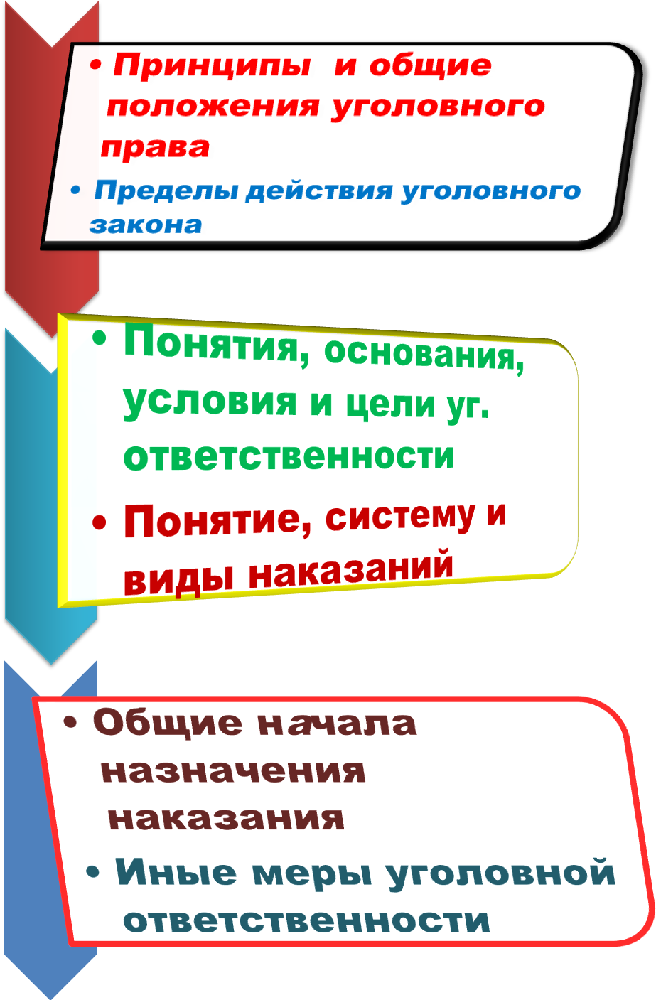 • Принципы и общие
положения уголовного
права
• Пределы действия уголовного
закона
• Понятия, основания,
условия и цели уг.
ответственности
• Понятие, систему и
виды наказаний
• Общие начала
назначения
наказания
• Иные меры уголовной
ответственности